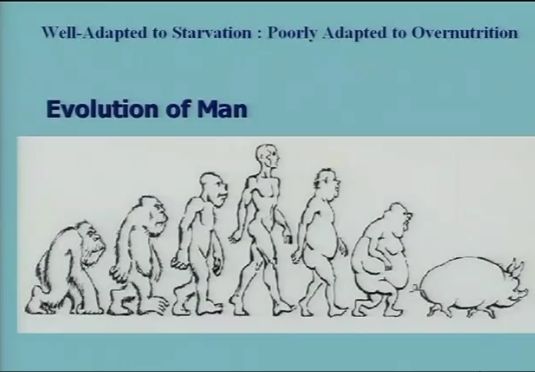 Well-Adapted to Starvation : Poorly Adapted to Overnutrition
Evolution of Man